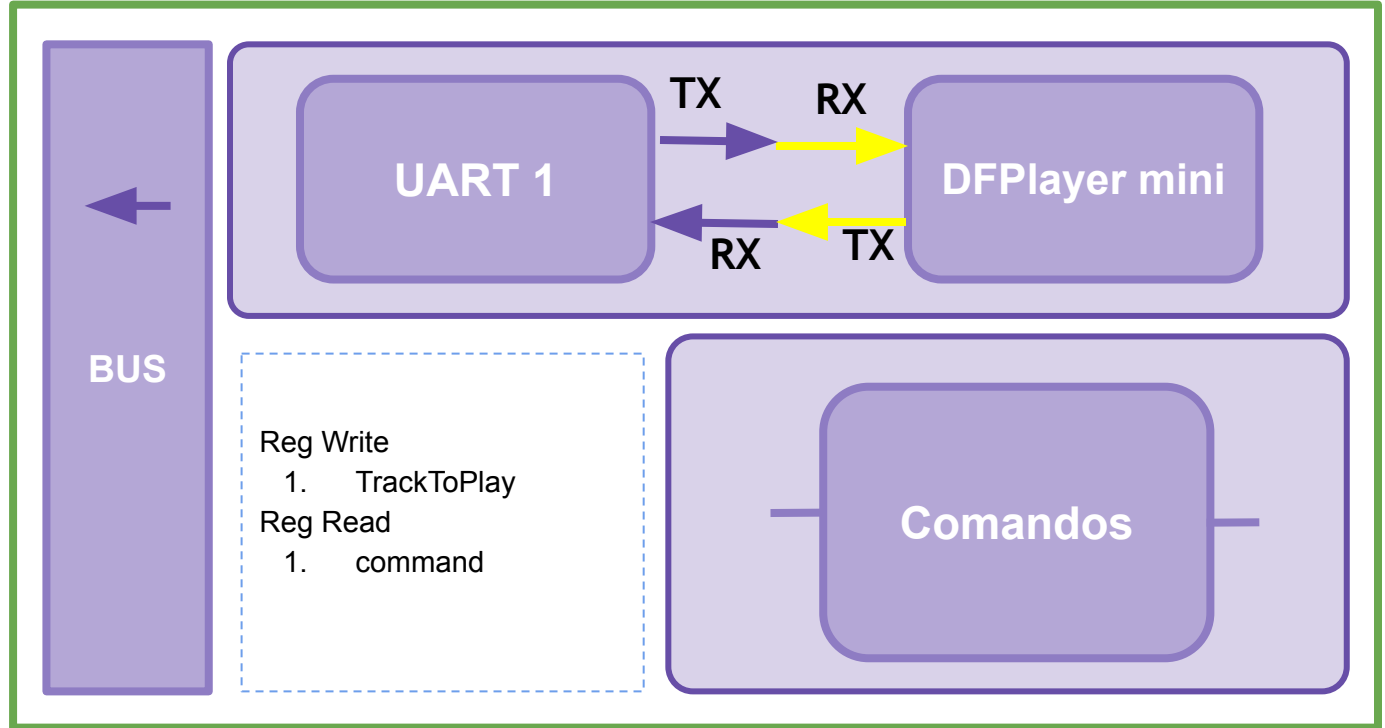 BUS
TX
RX
UART 1
DFPlayer mini
RX
TX
Reg Write
1. TrackToPlay
Reg Read
1. command
Comandos